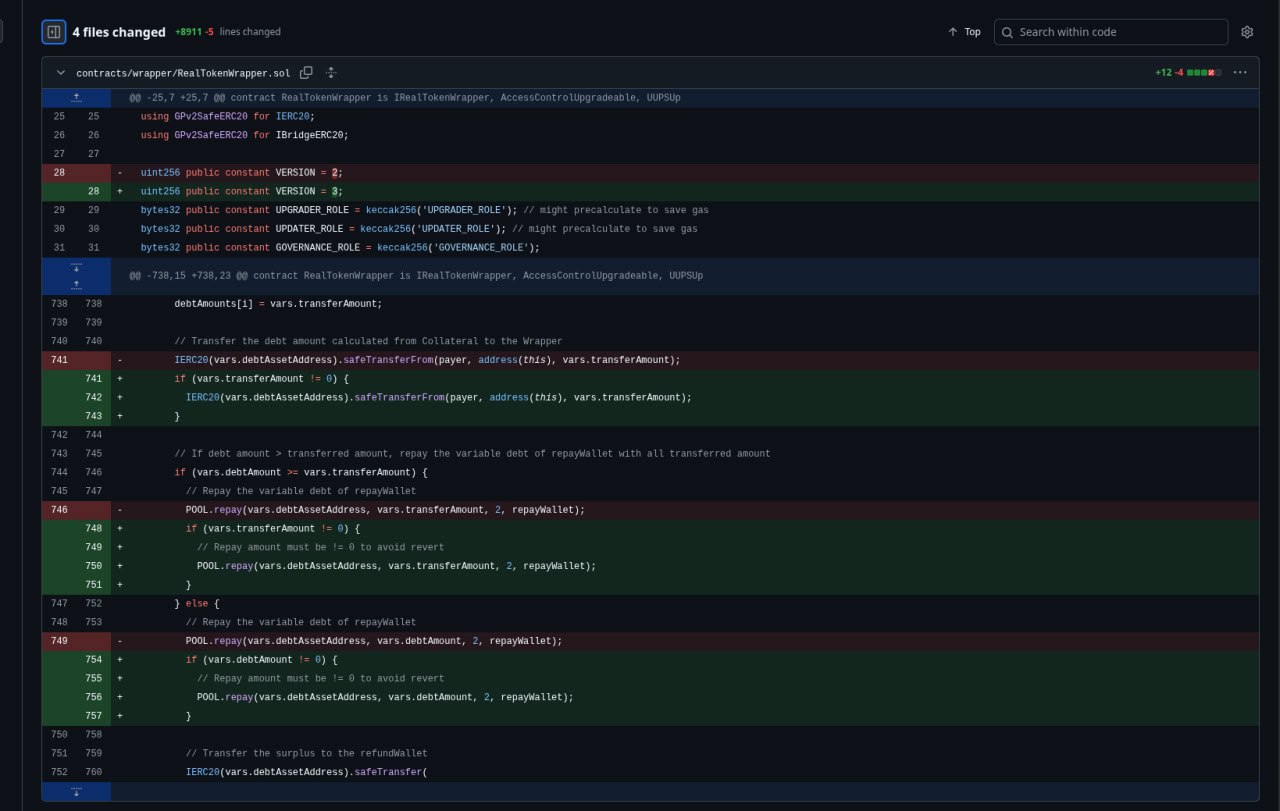 4 files changed +8911 -5 lines changed Top Search within code
contracts/wrapper/RealTokenWrapper.sol +12 -4
@@ -25,7 +25,7 @@ contract RealTokenWrapper is IRealTokenWrapper, AccessControlUpgradeable, UUPSUp
25 25 using GPv2SafeERC20 for IERC20;
26 26 using GPv2SafeERC20 for IBridgeERC20;
27 27
28 - uint256 public constant VERSION = 2;
28 + uint256 public constant VERSION = 3;
29 29 bytes32 public constant UPGRADER_ROLE = keccak256('UPGRADER_ROLE'); // might precalculate to save gas
30 30 bytes32 public constant UPDATER_ROLE = keccak256('UPDATER_ROLE'); // might precalculate to save gas
31 31 bytes32 public constant GOVERNANCE_ROLE = keccak256('GOVERNANCE_ROLE');
@@ -738,15 +738,23 @@ contract RealTokenWrapper is IRealTokenWrapper, AccessControlUpgradeable, UUPSUp
738 738 debtAmounts[i] = vars.transferAmount;
739 739
740 740 // Transfer the debt amount calculated from Collateral to the Wrapper
741 - IERC20(vars.debtAssetAddress).safeTransferFrom(payer, address(this), vars.transferAmount);
741 + if (vars.transferAmount != 0) {
742 + IERC20(vars.debtAssetAddress).safeTransferFrom(payer, address(this), vars.transferAmount);
743 + }
742 744
743 745 // If debt amount > transferred amount, repay the variable debt of repayWallet with all transferred amount
744 746 if (vars.debtAmount >= vars.transferAmount) {
745 747 // Repay the variable debt of repayWallet
746 - POOL.repay(vars.debtAssetAddress, vars.transferAmount, 2, repayWallet);
748 + if (vars.transferAmount != 0) {
749 + // Repay amount must be != 0 to avoid revert
750 + POOL.repay(vars.debtAssetAddress, vars.transferAmount, 2, repayWallet);
751 + }
747 752 } else {
748 753 // Repay the variable debt of repayWallet
749 - POOL.repay(vars.debtAssetAddress, vars.debtAmount, 2, repayWallet);
754 + if (vars.debtAmount != 0) {
755 + // Repay amount must be != 0 to avoid revert
756 + POOL.repay(vars.debtAssetAddress, vars.debtAmount, 2, repayWallet);
757 + }
750 758
751 759 // Transfer the surplus to the refundWallet
752 760 IERC20(vars.debtAssetAddress).safeTransfer(